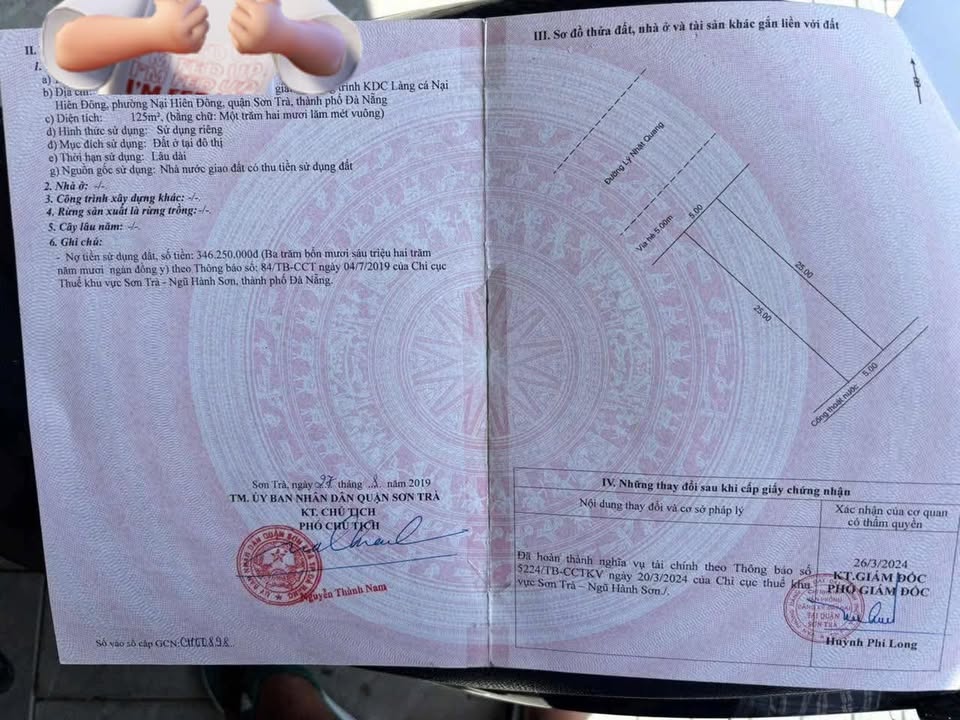 II.
1.
a)
b) Địa chỉ: trình KDC Làng cá Nại
Hiên Đông, phường Nại Hiên Đông, quận Sơn Trà, thành phố Đà Nẵng
c) Diện tích: 125m², (bằng chữ: Một trăm hai mươi lăm mét vuông)
d) Hình thức sử dụng: Sử dụng riêng
đ) Mục đích sử dụng: Đất ở tại đô thị
e) Thời hạn sử dụng: Lâu dài
g) Nguồn gốc sử dụng: Nhà nước giao đất có thu tiền sử dụng đất
2. Nhà ở: -/-
3. Công trình xây dựng khác: -/-.
4. Rừng sản xuất là rừng trồng:-/-.
5. Cây lâu năm: -/-
6. Ghi chú:
- Nợ tiền sử dụng đất, số tiền: 346.250.000đ (Ba trăm bốn mươi sáu triệu hai trăm
năm mươi ngàn đồng y) theo Thông báo số: 84/TB-CCT ngày 04/7/2019 của Chi cục
Thuế khu vực Sơn Trà - Ngũ Hành Sơn, thành phố Đà Nẵng.
Sơn Trà, ngày 27 tháng năm 2019
TM. ỦY BAN NHÂN DÂN QUẬN SƠN TRÀ
KT. CHỦ TỊCH
PHÓ CHỦ TỊCH
Nguyễn Thành Nam
Số vào sổ cấp GCN: CH00898
III. Sơ đồ thửa đất, nhà ở và tài sản khác gắn liền với đất
Đường Lý Nhật Quang
Vỉa hè 5.00m
5.00
25.00
25.00
5.00
Cống thoát nước
IV. Những thay đổi sau khi cấp giấy chứng nhận
Nội dung thay đổi và cơ sở pháp lý
Xác nhận của cơ quan
có thẩm quyền
Đã hoàn thành nghĩa vụ tài chính theo Thông báo số
5224/TB-CCTKV ngày 20/3/2024 của Chi cục thuế khu
vực Sơn Trà – Ngũ Hành Sơn./.
26/3/2024
KT.GIÁM ĐỐC
PHÓ GIÁM ĐỐC
Huỳnh Phi Long